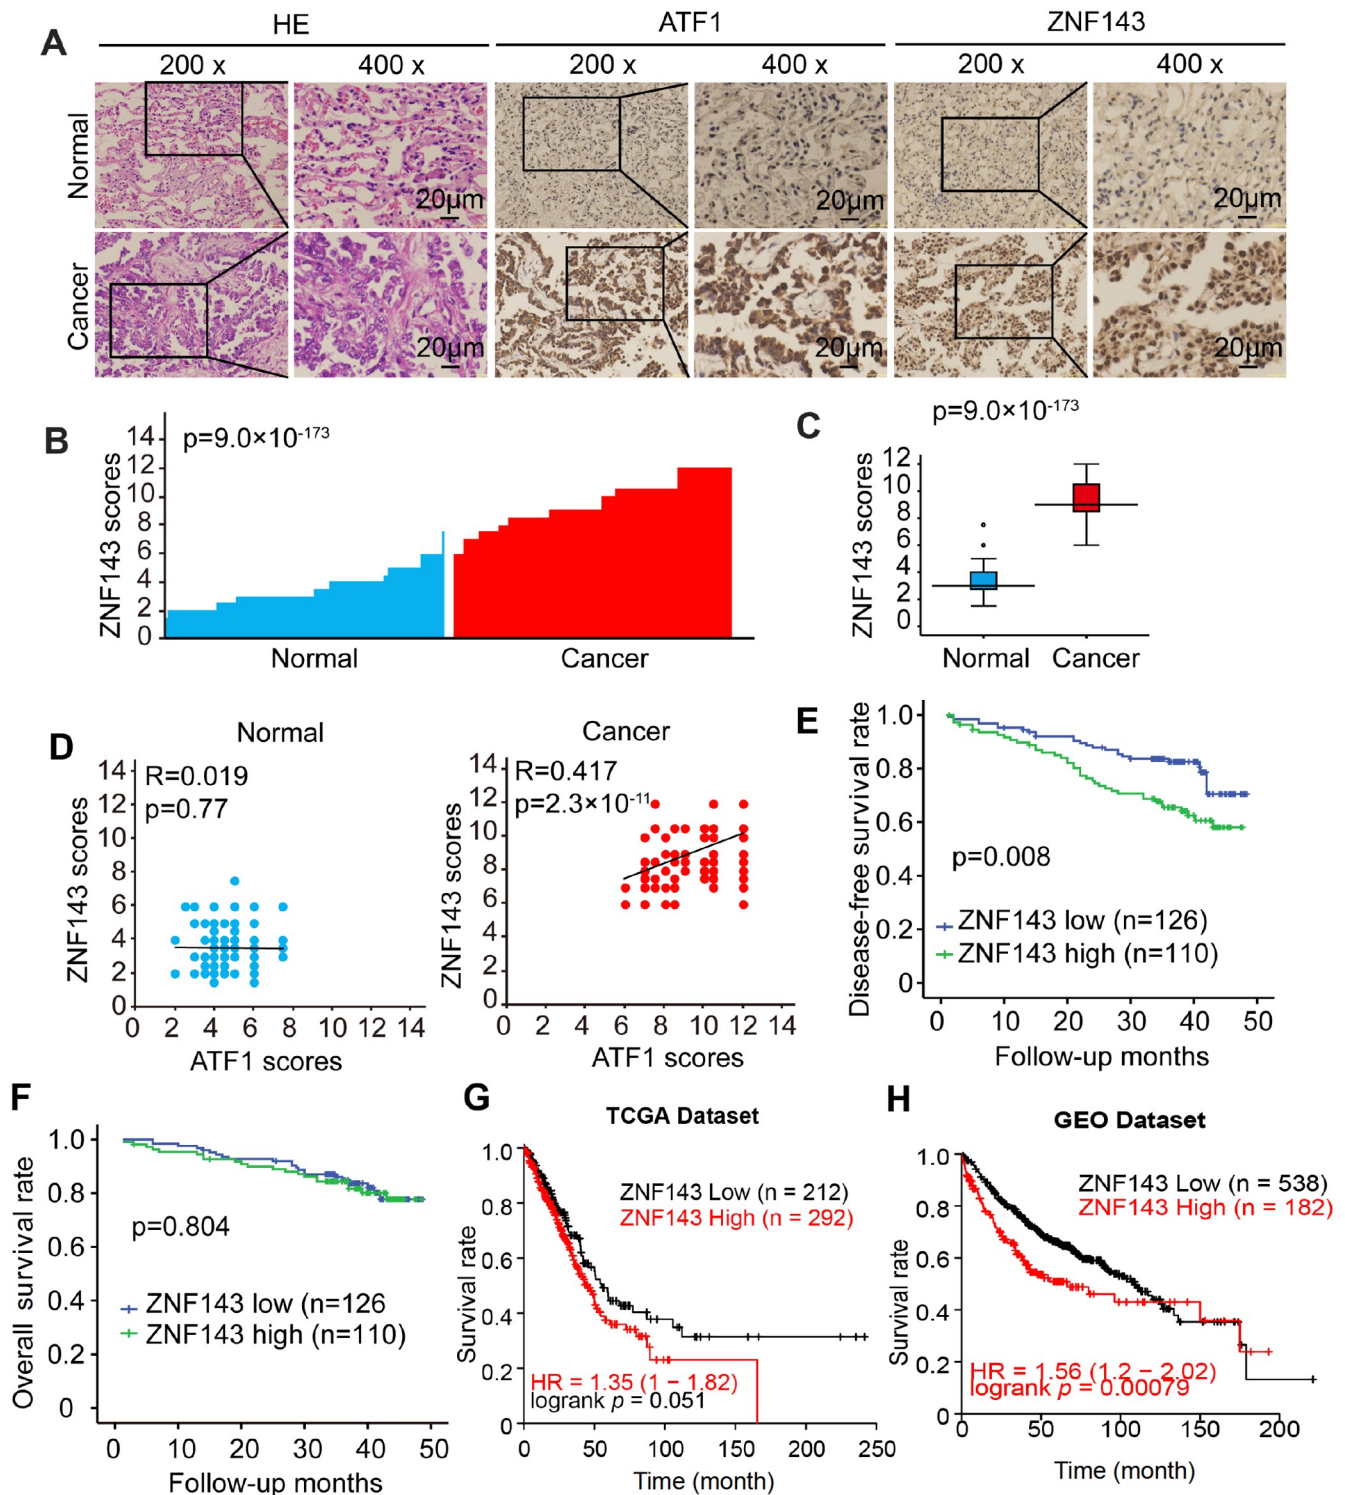 A
HE
ATF1
ZNF143
200 x
400 x
200 x
400 x
200 x
400 x
Normal
20µm
20µm
20µm
Cancer
20µm
20µm
20µm
B
p=9.0×10-173
ZNF143 scores
14
12
10
8
6
4
2
0
Normal
Cancer
C
p=9.0×10-173
ZNF143 scores
12
10
8
6
4
2
0
Normal
Cancer
D
Normal
R=0.019
p=0.77
ZNF143 scores
14
12
10
8
6
4
2
0
0 2 4 6 8 10 12 14
ATF1 scores
Cancer
R=0.417
p=2.3×10-11
ZNF143 scores
14
12
10
8
6
4
2
0
0 2 4 6 8 10 12 14
ATF1 scores
E
Disease-free survival rate
1.0
0.8
0.6
0.4
0.2
0
p=0.008
ZNF143 low (n=126)
ZNF143 high (n=110)
0 10 20 30 40 50
Follow-up months
F
Overall survival rate
1.0
0.8
0.6
0.4
0.2
0
p=0.804
ZNF143 low (n=126
ZNF143 high (n=110)
0 10 20 30 40 50
Follow-up months
G
TCGA Dataset
Survival rate
1.0
0.8
0.6
0.4
0.2
0
ZNF143 Low (n = 212)
ZNF143 High (n = 292)
HR = 1.35 (1 − 1.82)
logrank p = 0.051
0 50 100 150 200 250
Time (month)
H
GEO Dataset
Survival rate
1.0
0.8
0.6
0.4
0.2
0
ZNF143 Low (n = 538)
ZNF143 High (n = 182)
HR = 1.56 (1.2 − 2.02)
logrank p = 0.00079
0 50 100 150 200
Time (month)